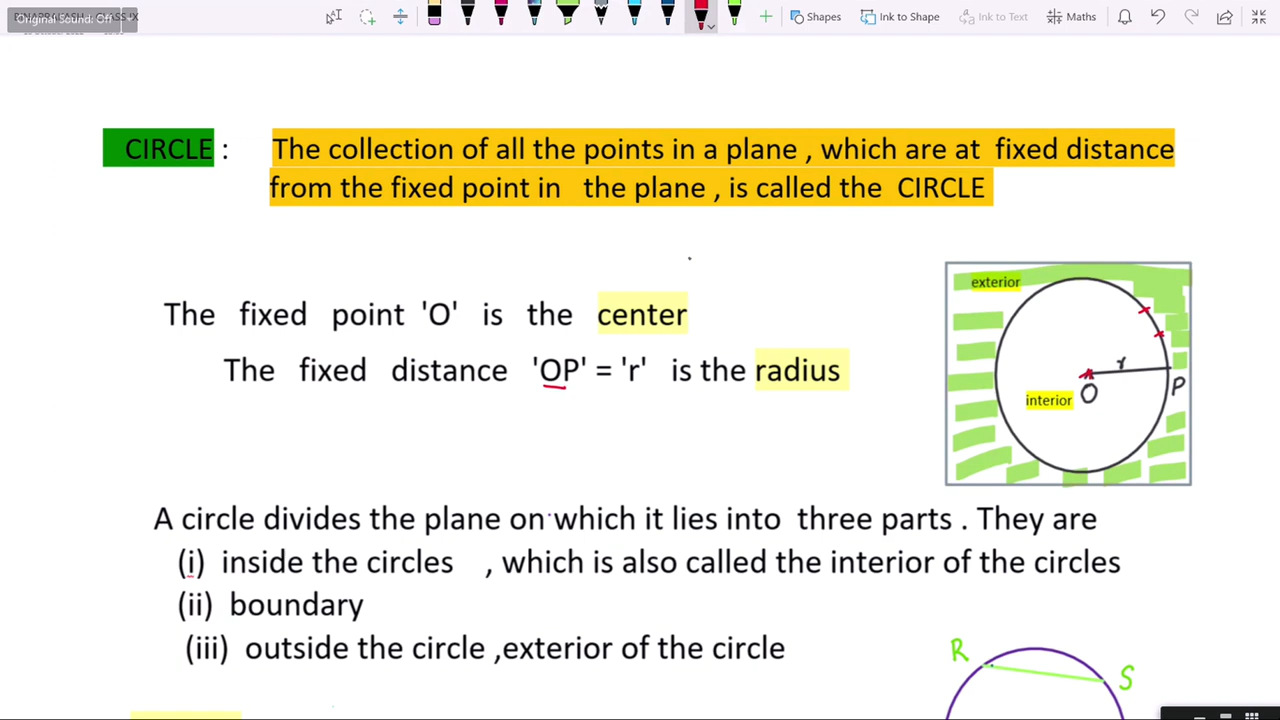 Original Sound: Off
Shapes
Ink to Shape
Ink to Text
Maths
CIRCLE :
The collection of all the points in a plane , which are at fixed distance
from the fixed point in the plane , is called the CIRCLE
The fixed point 'O' is the center
The fixed distance 'OP' = 'r' is the radius
exterior
r
P
interior
O
A circle divides the plane on which it lies into three parts . They are
(i) inside the circles , which is also called the interior of the circles
(ii) boundary
(iii) outside the circle ,exterior of the circle
R
S